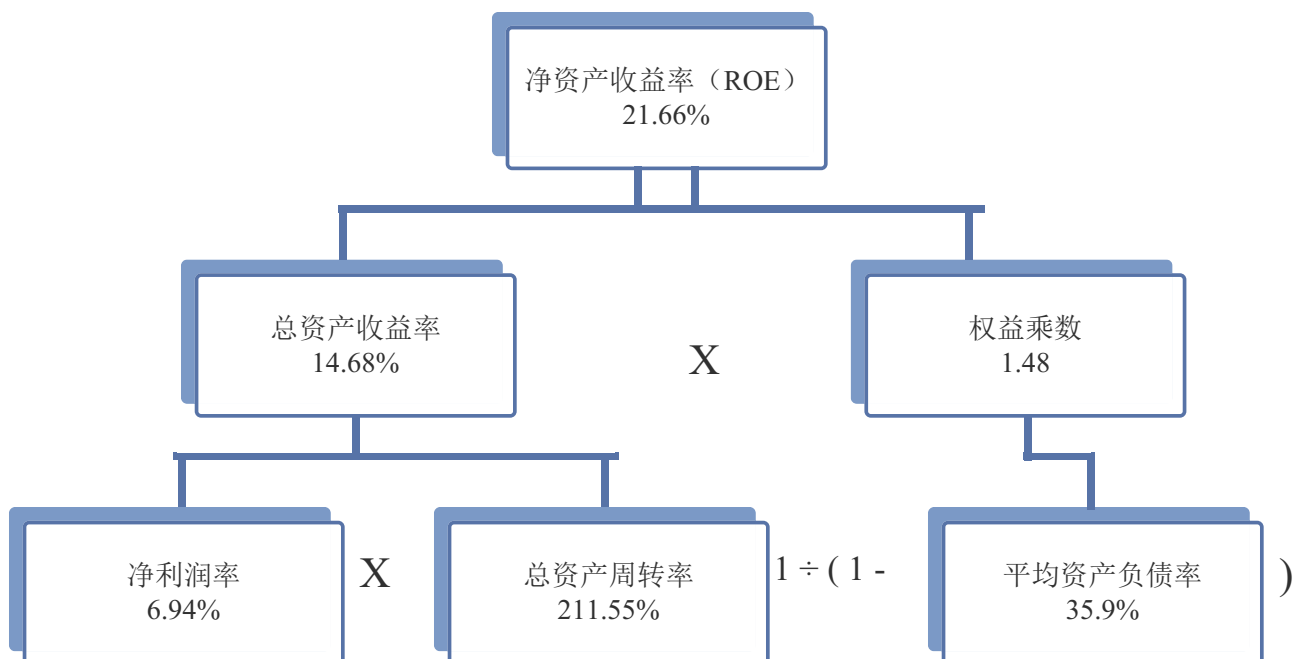 净资产收益率（ROE）
21.66%
总资产收益率
14.68%
X
权益乘数
1.48
净利润率
6.94%
X
总资产周转率
211.55%
1 ÷ ( 1 -
平均资产负债率
35.9%
)